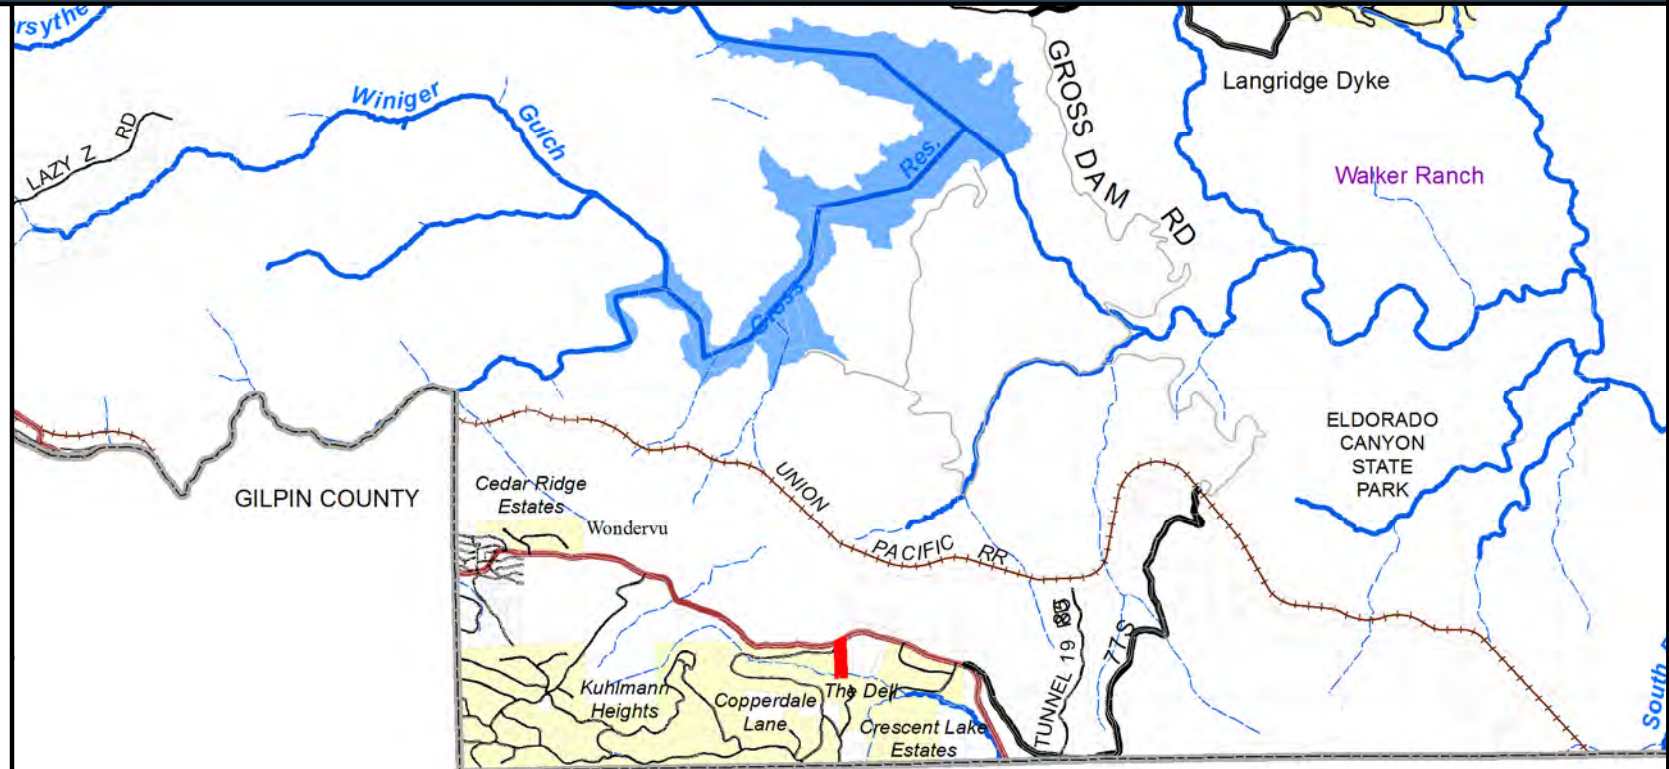 rsythe
Winiger
Gulch
LAZY Z RD
GROSS DAM RD
Langridge Dyke
Walker Ranch
Res.
Gross
ELDORADO
CANYON
STATE
PARK
GILPIN COUNTY
Cedar Ridge
Estates
Wondervu
UNION
PACIFIC RR
TUNNEL 19
77 S
Kuhlmann
Heights
Copperdale
Lane
The Dell
Crescent Lake
Estates
South